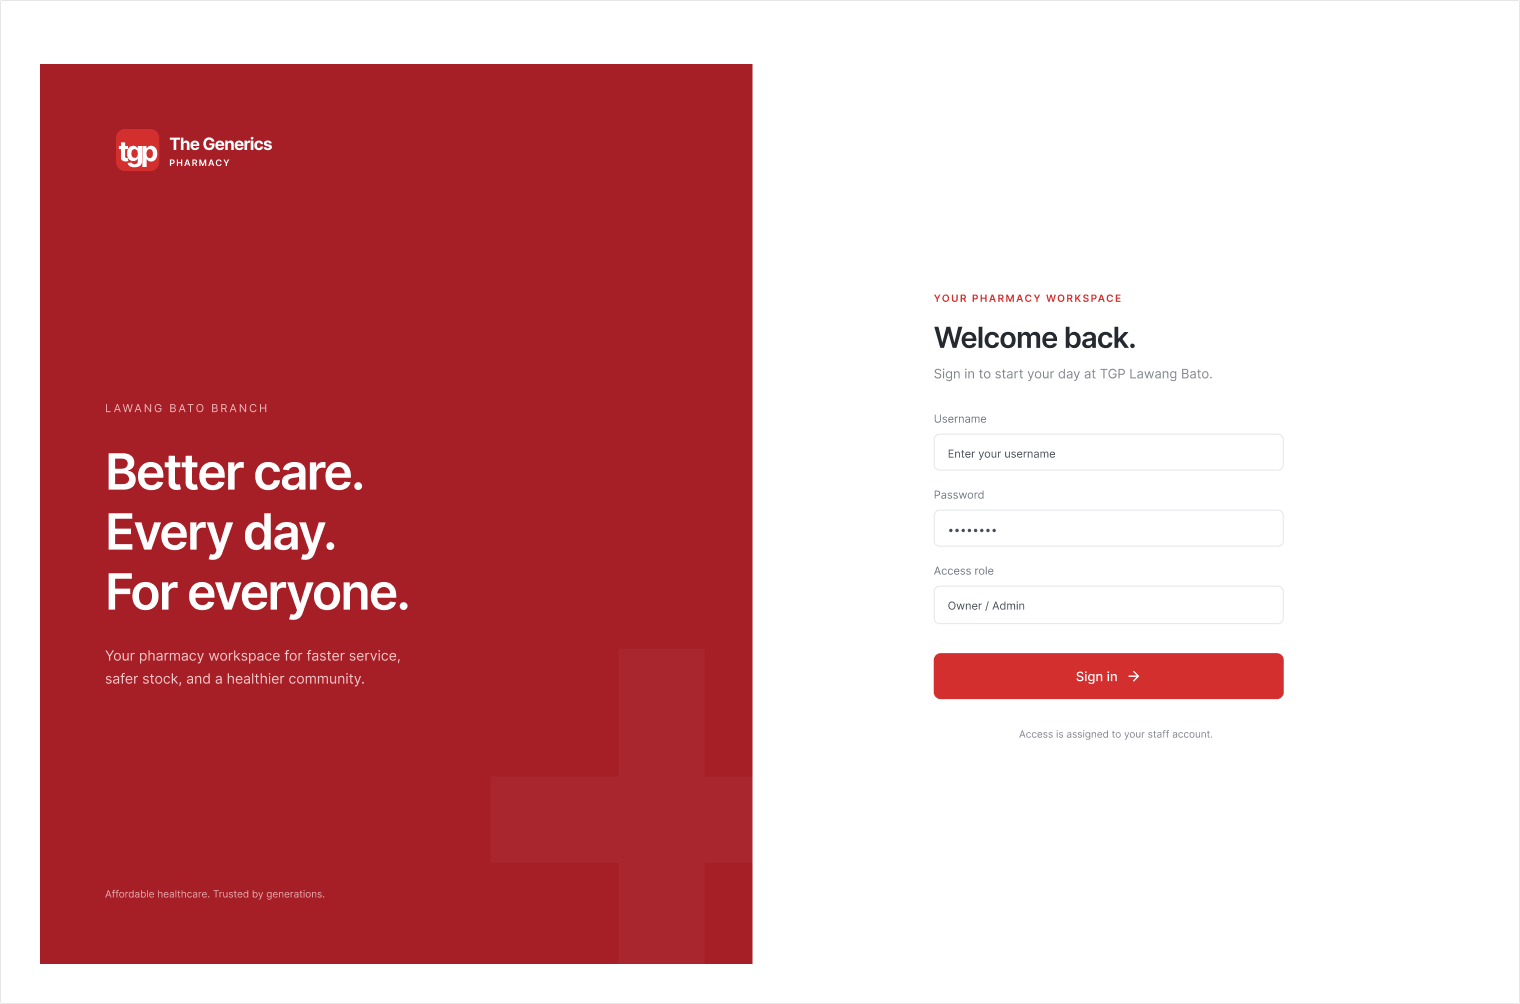 tgp
The Generics
PHARMACY
LAWANG BATO BRANCH
Better care.
Every day.
For everyone.
Your pharmacy workspace for faster service,
safer stock, and a healthier community.
Affordable healthcare. Trusted by generations.
YOUR PHARMACY WORKSPACE
Welcome back.
Sign in to start your day at TGP Lawang Bato.
Username
Enter your username
Password
••••••••
Access role
Owner / Admin
Sign in →
Access is assigned to your staff account.